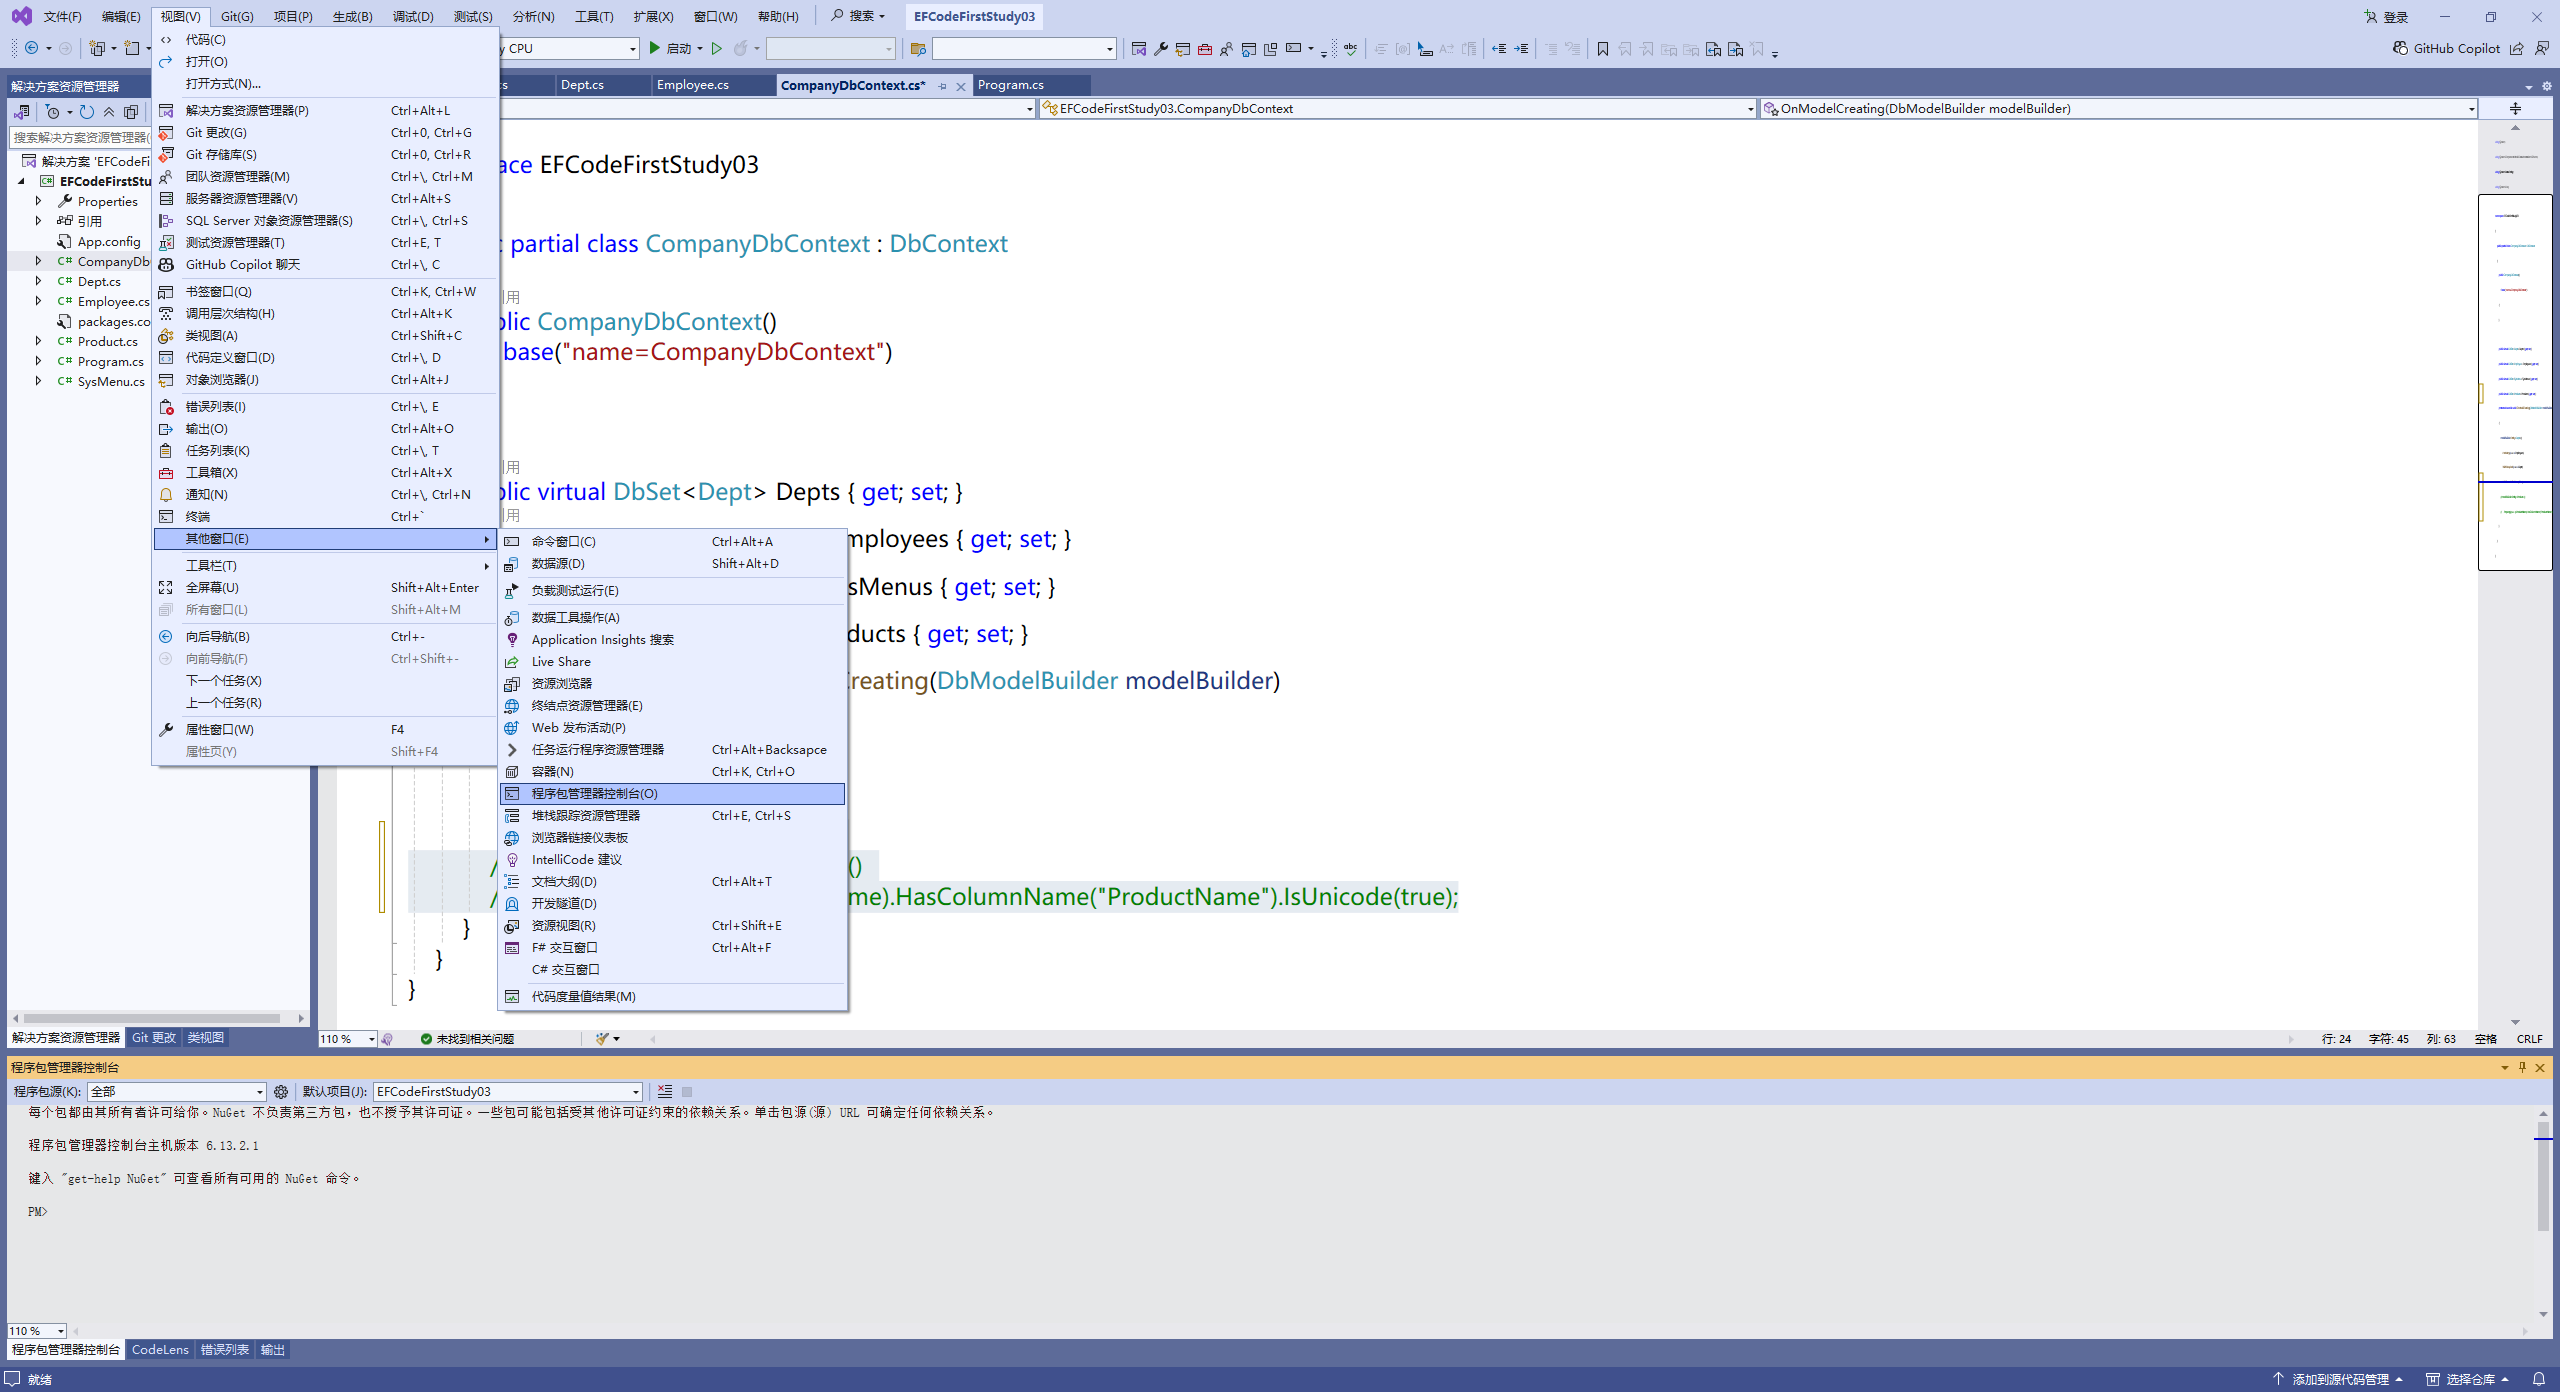 文件(F) 编辑(E) 视图(V) Git(G) 项目(P) 生成(B) 调试(D) 测试(S) 分析(N) 工具(T) 扩展(X) 窗口(W) 帮助(H) 搜索 EFCodeFirstStudy03 登录
CPU 启动 GitHub Copilot
代码(C)
打开(O)
打开方式(N)...
解决方案资源管理器(P) Ctrl+Alt+L
Git 更改(G) Ctrl+0, Ctrl+G
Git 存储库(S) Ctrl+0, Ctrl+R
团队资源管理器(M) Ctrl+\, Ctrl+M
服务器资源管理器(V) Ctrl+Alt+S
SQL Server 对象资源管理器(S) Ctrl+\, Ctrl+S
测试资源管理器(T) Ctrl+E, T
GitHub Copilot 聊天 Ctrl+\, C
书签窗口(Q) Ctrl+K, Ctrl+W
调用层次结构(H) Ctrl+Alt+K
类视图(A) Ctrl+Shift+C
代码定义窗口(D) Ctrl+\, D
对象浏览器(J) Ctrl+Alt+J
错误列表(I) Ctrl+\, E
输出(O) Ctrl+Alt+O
任务列表(K) Ctrl+\, T
工具箱(X) Ctrl+Alt+X
通知(N) Ctrl+\, Ctrl+N
终端 Ctrl+`
其他窗口(E)
工具栏(T)
全屏幕(U) Shift+Alt+Enter
所有窗口(L) Shift+Alt+M
向后导航(B) Ctrl+-
向前导航(F) Ctrl+Shift+-
下一个任务(X)
上一个任务(R)
属性窗口(W) F4
属性页(Y) Shift+F4
命令窗口(C) Ctrl+Alt+A
数据源(D) Shift+Alt+D
负载测试运行(E)
数据工具操作(A)
Application Insights 搜索
Live Share
资源浏览器
终结点资源管理器(E)
Web 发布活动(P)
任务运行程序资源管理器 Ctrl+Alt+Backsapce
容器(N) Ctrl+K, Ctrl+O
程序包管理器控制台(O)
堆栈跟踪资源管理器 Ctrl+E, Ctrl+S
浏览器链接仪表板
IntelliCode 建议
文档大纲(D) Ctrl+Alt+T
开发隧道(D)
资源视图(R) Ctrl+Shift+E
F# 交互窗口 Ctrl+Alt+F
C# 交互窗口
代码度量值结果(M)
解决方案资源管理器
搜索解决方案资源管理器(
解决方案 'EFCodeFi
EFCodeFirstStu
Properties
引用
App.config
CompanyDb
Dept.cs
Employee.cs
packages.co
Product.cs
Program.cs
SysMenu.cs
解决方案资源管理器 Git 更改 类视图
cs Dept.cs Employee.cs CompanyDbContext.cs* Program.cs
EFCodeFirstStudy03.CompanyDbContext OnModelCreating(DbModelBuilder modelBuilder)
ace EFCodeFirstStudy03
partial class CompanyDbContext : DbContext
用
lic CompanyDbContext()
base("name=CompanyDbContext")
用
lic virtual DbSet<Dept> Depts { get; set; }
用
mployees { get; set; }
sMenus { get; set; }
ducts { get; set; }
reating(DbModelBuilder modelBuilder)
/ ()
/ me).HasColumnName("ProductName").IsUnicode(true);
}
}
}
110 % 未找到相关问题 行: 24 字符: 45 列: 63 空格 CRLF
程序包管理器控制台
程序包源(K): 全部 默认项目(J): EFCodeFirstStudy03
每个包都由其所有者许可给你。NuGet 不负责第三方包，也不授予其许可证。一些包可能包括受其他许可证约束的依赖关系。单击包源(源) URL 可确定任何依赖关系。
程序包管理器控制台主机版本 6.13.2.1
键入 "get-help NuGet" 可查看所有可用的 NuGet 命令。
PM>
110 %
程序包管理器控制台 CodeLens 错误列表 输出
就绪 添加到源代码管理 选择仓库